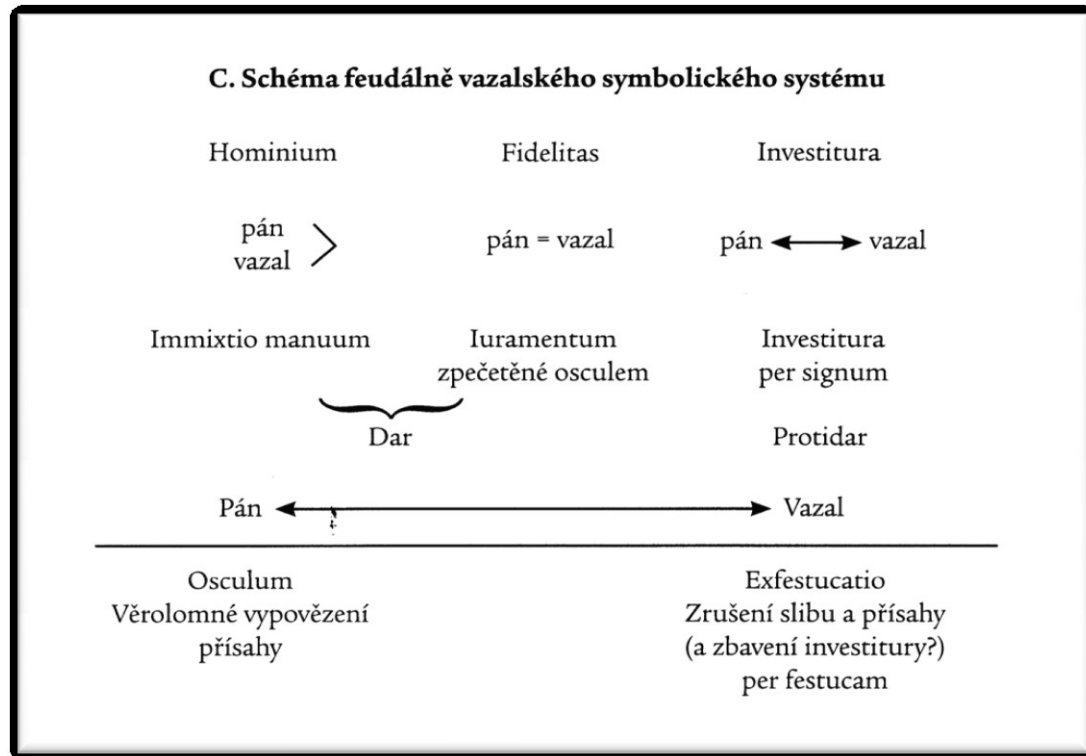 C. Schéma feudálně vazalského symbolického systému
Hominium
Fidelitas
Investitura
pán
vazal
pán = vazal
pán
vazal
Immixtio manuum
Iuramentum
zpečetěné osculem
Investitura
per signum
Dar
Protidar
Pán
Vazal
Osculum
Věrolomné vypovězení
přísahy
Exfestucatio
Zrušení slibu a přísahy
(a zbavení investitury?)
per festucam